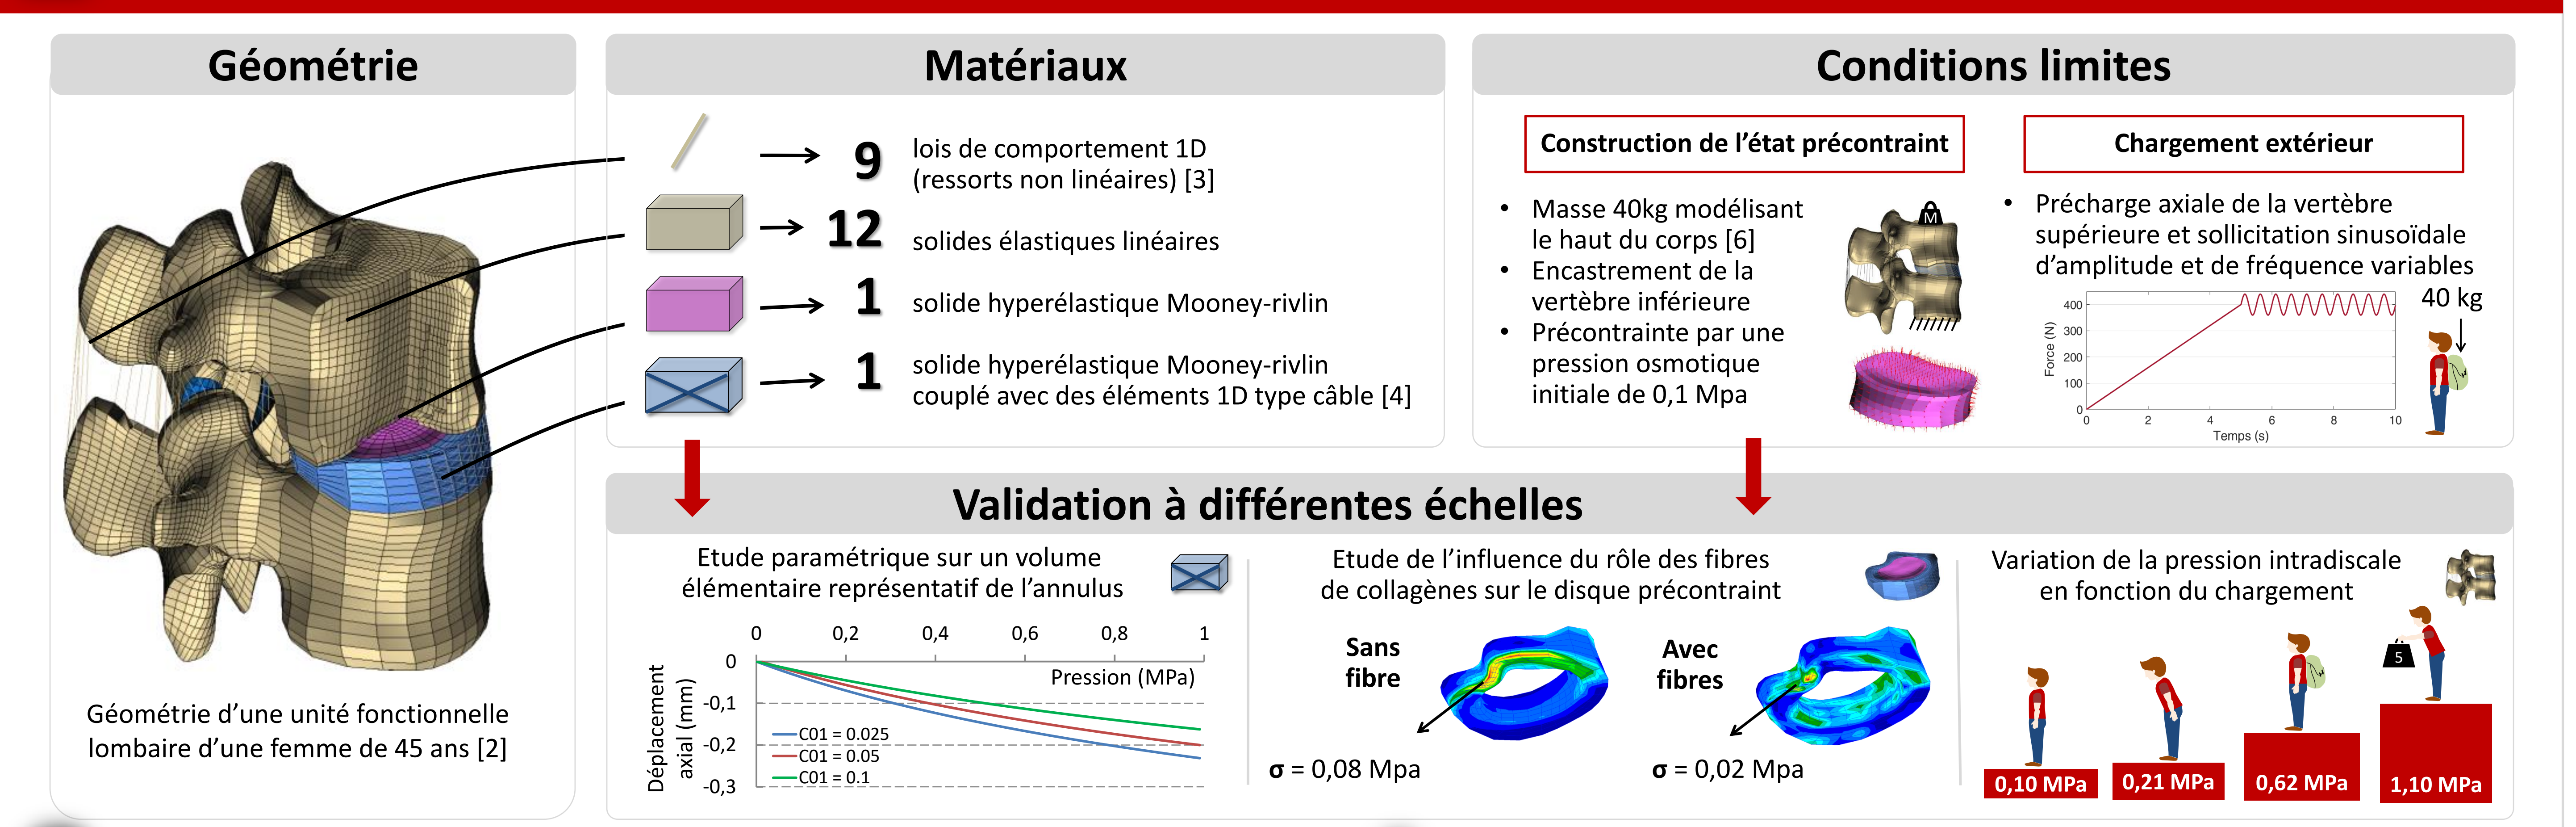 Géométrie
Géométrie d’une unité fonctionnelle
lombaire d’une femme de 45 ans [2]
Matériaux
9
lois de comportement 1D
(ressorts non linéaires) [3]
12
solides élastiques linéaires
1
solide hyperélastique Mooney-rivlin
1
solide hyperélastique Mooney-rivlin
couplé avec des éléments 1D type câble [4]
Conditions limites
Construction de l’état précontraint
• Masse 40kg modélisant
le haut du corps [6]
• Encastrement de la
vertèbre inférieure
• Précontrainte par une
pression osmotique
initiale de 0,1 Mpa
M
Chargement extérieur
• Précharge axiale de la vertèbre
supérieure et sollicitation sinusoïdale
d’amplitude et de fréquence variables
Force (N)
400
300
200
100
0
0 2 4 6 8 10
Temps (s)
40 kg
Validation à différentes échelles
Etude paramétrique sur un volume
élémentaire représentatif de l’annulus
0 0,2 0,4 0,6 0,8 1
Pression (MPa)
Déplacement
axial (mm)
0
-0,1
-0,2
-0,3
C01 = 0.025
C01 = 0.05
C01 = 0.1
Etude de l’influence du rôle des fibres
de collagènes sur le disque précontraint
Sans
fibre
σ = 0,08 Mpa
Avec
fibres
σ = 0,02 Mpa
Variation de la pression intradiscale
en fonction du chargement
5
0,10 MPa
0,21 MPa
0,62 MPa
1,10 MPa